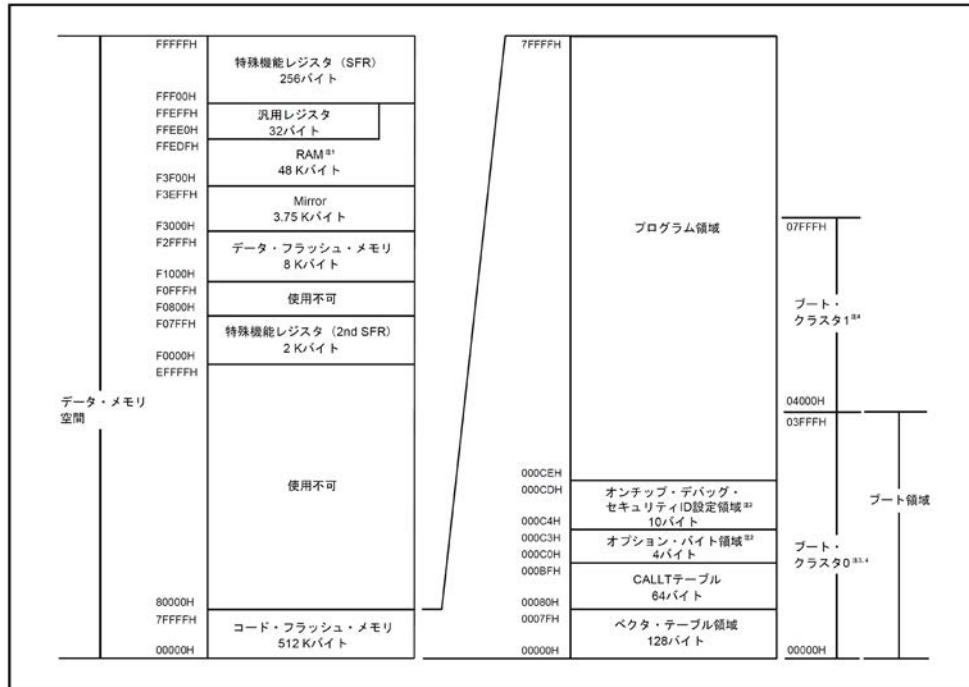 FFFFFH
特殊機能レジスタ（SFR）
256バイト
FFF00H
FFEFFH
汎用レジスタ
32バイト
FFEE0H
FFEDFH
RAM注1
48 Kバイト
F3F00H
F3EFFH
Mirror
3.75 Kバイト
F3000H
F2FFFH
データ・フラッシュ・メモリ
8 Kバイト
F1000H
F0FFFH
使用不可
F0800H
F07FFH
特殊機能レジスタ（2nd SFR）
2 Kバイト
F0000H
EFFFFH
データ・メモリ
空間
使用不可
80000H
7FFFFH
コード・フラッシュ・メモリ
512 Kバイト
00000H
7FFFFH
プログラム領域
000CEH
000CDH
オンチップ・デバッグ・
セキュリティID設定領域
10バイト
000C4H
000C3H
オプション・バイト領域
4バイト
000C0H
000BFH
CALLTテーブル
64バイト
00080H
0007FH
ベクタ・テーブル領域
128バイト
00000H
07FFFH
ブート・
クラスタ1注4
04000H
03FFFH
ブート領域
ブート・
クラスタ0注3, 4
00000H